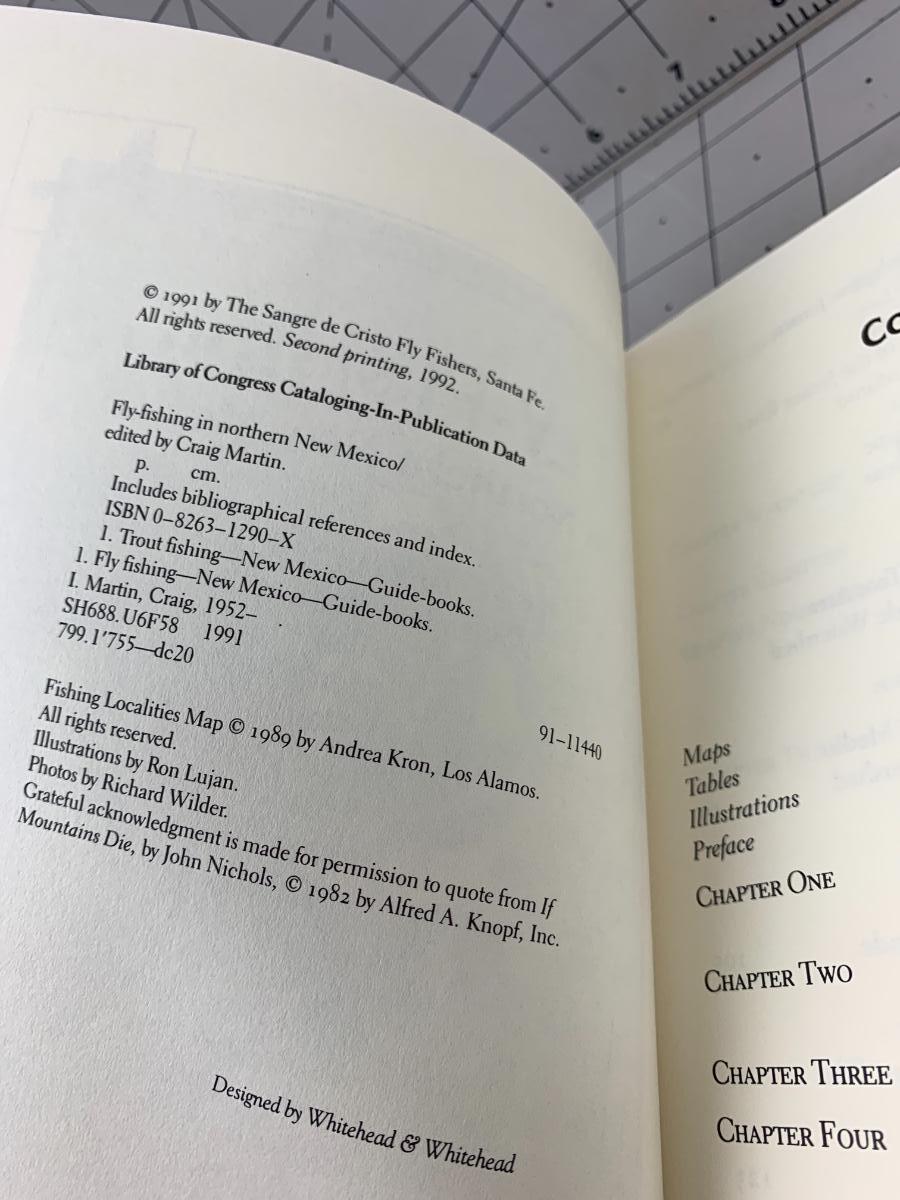 7
6
© 1991 by The Sangre de Cristo Fly Fishers, Santa Fe.
All rights reserved. Second printing, 1992.
Library of Congress Cataloging-In-Publication Data
Fly-fishing in northern New Mexico/
edited by Craig Martin.
p. cm.
Includes bibliographical references and index.
ISBN 0–8263–1290–X
1. Trout fishing—New Mexico—Guide-books.
1. Fly fishing—New Mexico—Guide-books.
I. Martin, Craig, 1952–
SH688.U6F58 1991
799.1'755—dc20
91–11440
Fishing Localities Map © 1989 by Andrea Kron, Los Alamos.
All rights reserved.
Illustrations by Ron Lujan.
Photos by Richard Wilder.
Grateful acknowledgment is made for permission to quote from If
Mountains Die, by John Nichols, © 1982 by Alfred A. Knopf, Inc.
Designed by Whitehead & Whitehead
Co
Maps
Tables
Illustrations
Preface
Chapter One
Chapter Two
Chapter Three
Chapter Four